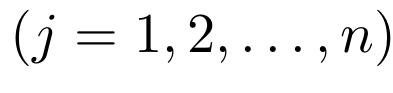 (j = 1, 2, . . . , n)